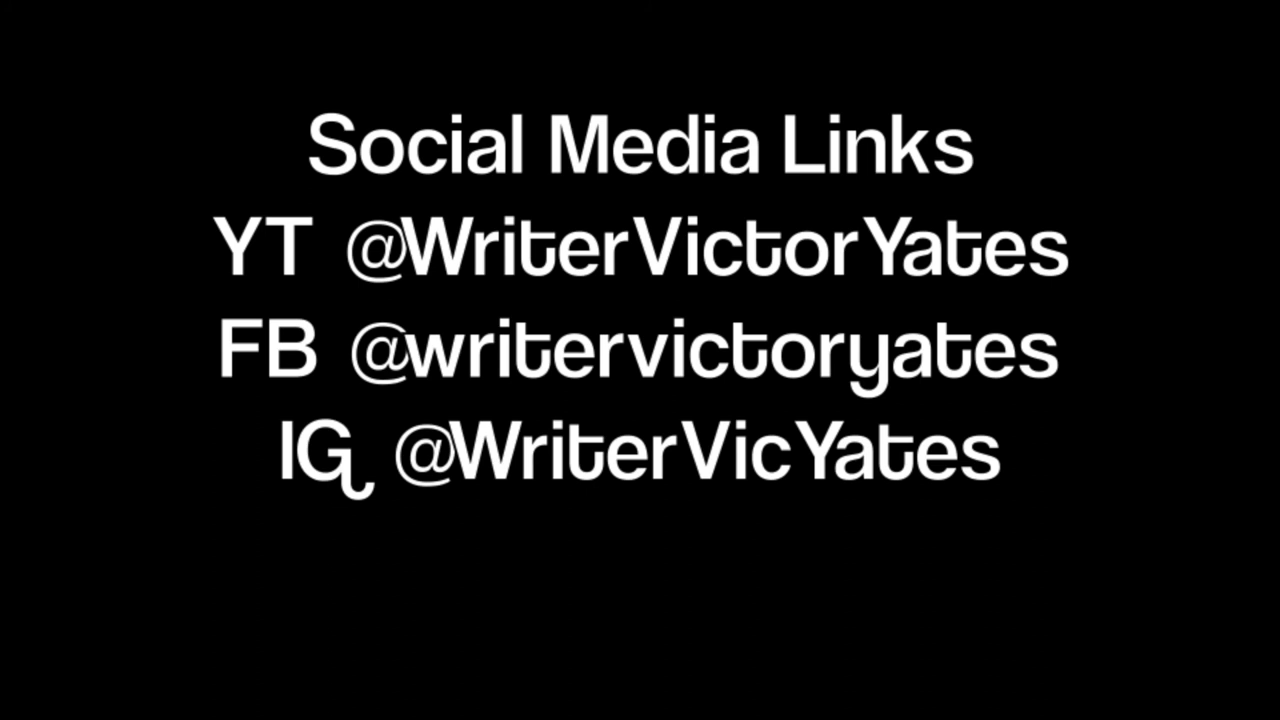 Social Media Links
YT @WriterVictorYates
FB @writervictoryates
IG @WriterVicYates